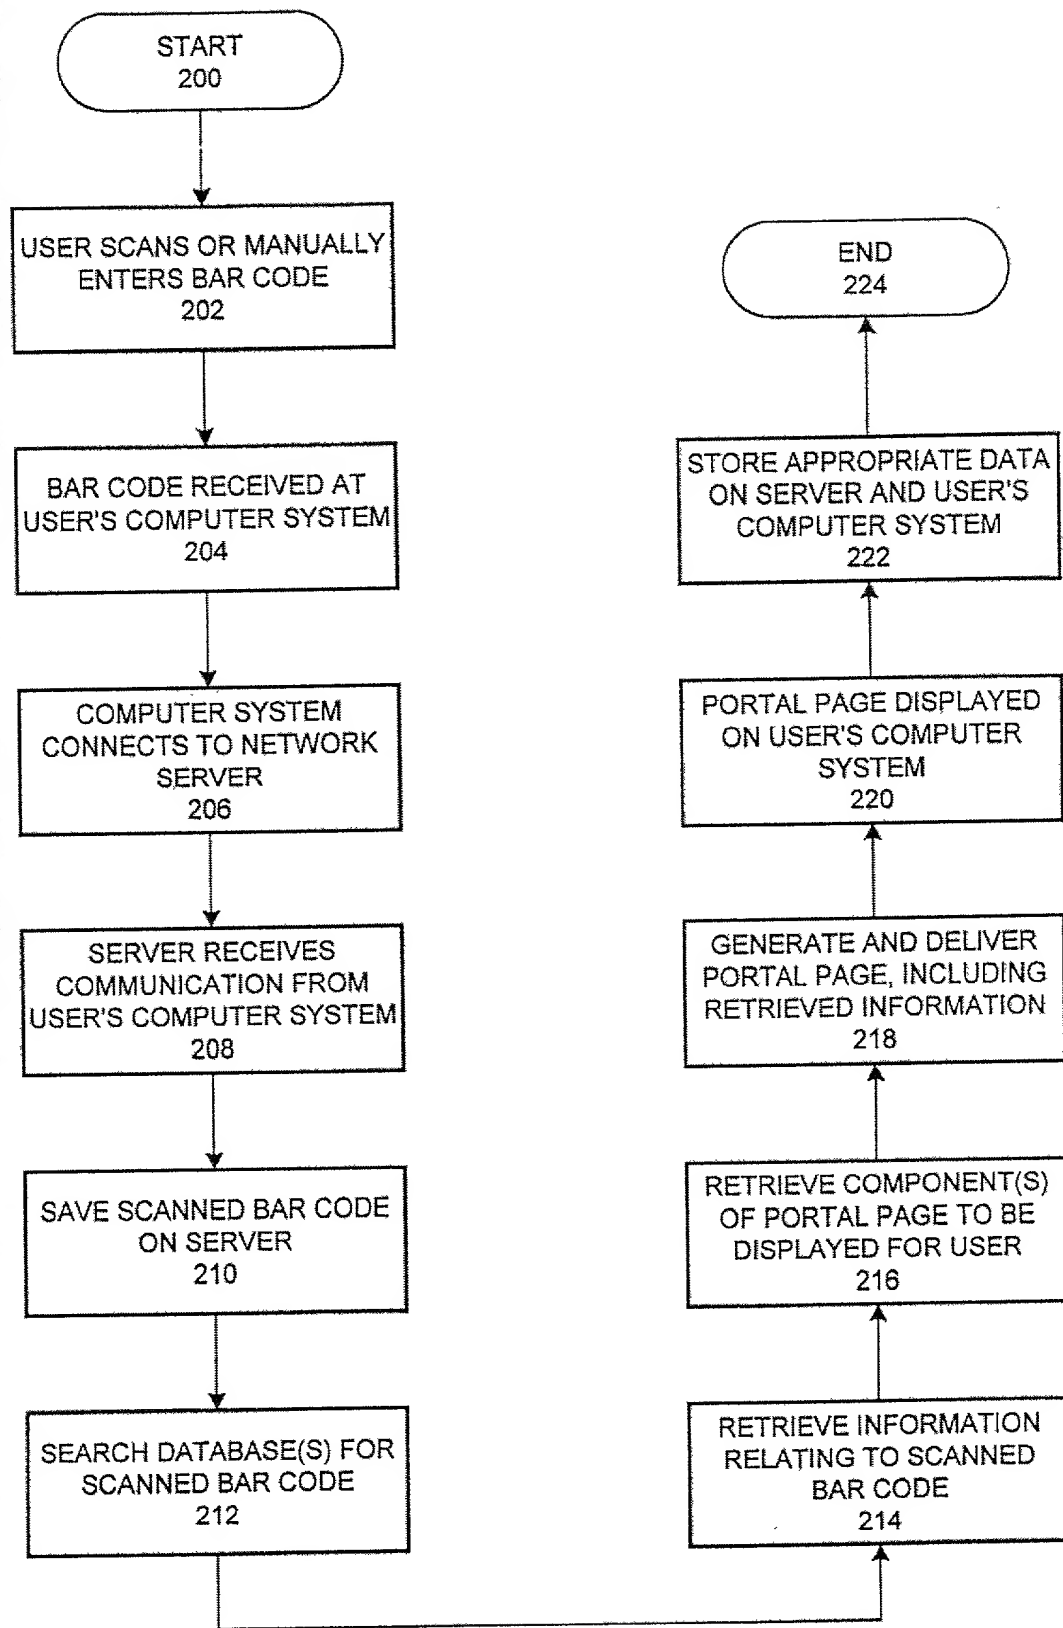 START
200
USER SCANS OR MANUALLY
ENTERS BAR CODE
202
BAR CODE RECEIVED AT
USER'S COMPUTER SYSTEM
204
COMPUTER SYSTEM
CONNECTS TO NETWORK
SERVER
206
SERVER RECEIVES
COMMUNICATION FROM
USER'S COMPUTER SYSTEM
208
SAVE SCANNED BAR CODE
ON SERVER
210
SEARCH DATABASE(S) FOR
SCANNED BAR CODE
212
RETRIEVE INFORMATION
RELATING TO SCANNED
BAR CODE
214
RETRIEVE COMPONENT(S)
OF PORTAL PAGE TO BE
DISPLAYED FOR USER
216
GENERATE AND DELIVER
PORTAL PAGE, INCLUDING
RETRIEVED INFORMATION
218
PORTAL PAGE DISPLAYED
ON USER'S COMPUTER
SYSTEM
220
STORE APPROPRIATE DATA
ON SERVER AND USER'S
COMPUTER SYSTEM
222
END
224